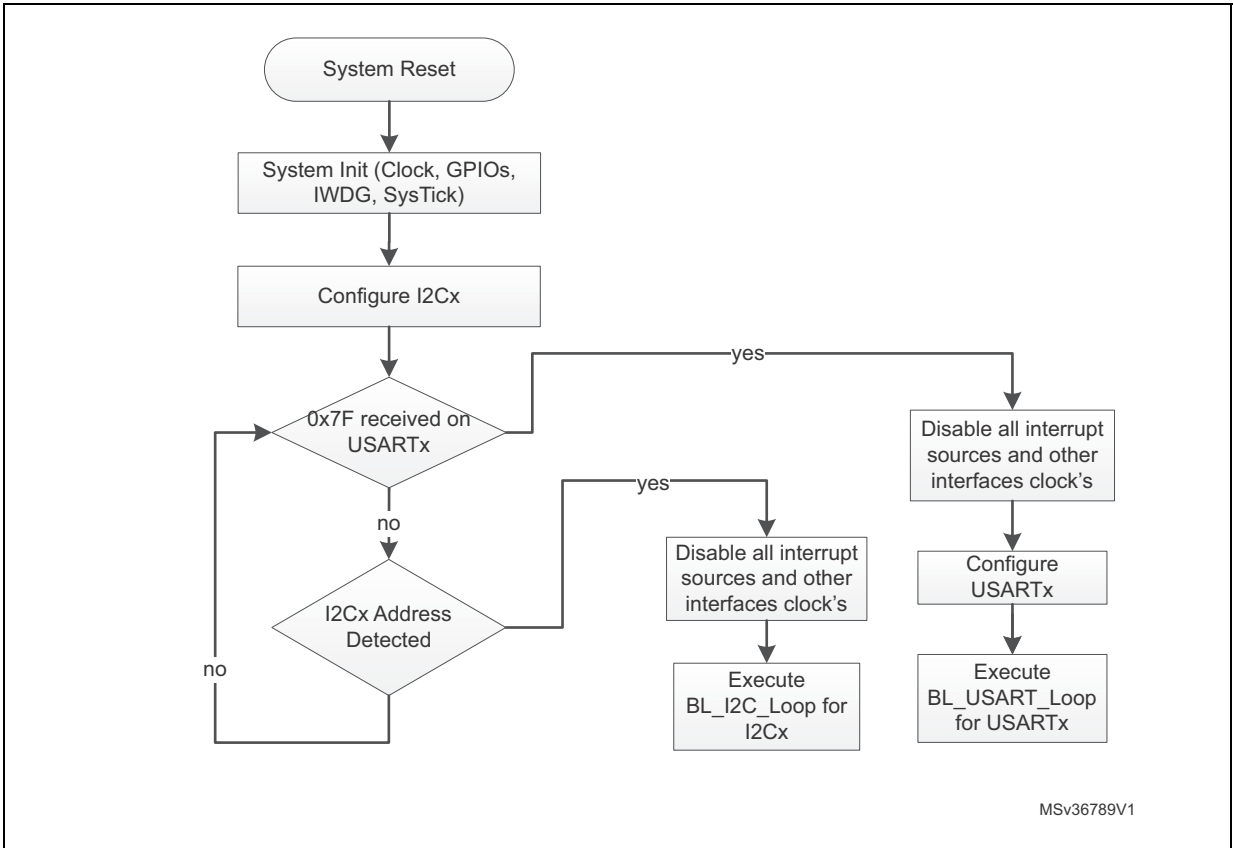 System Reset
System Init (Clock, GPIOs,
IWDG, SysTick)
Configure I2Cx
yes
0x7F received on
USARTx
Disable all interrupt
sources and other
interfaces clock's
yes
no
Disable all interrupt
sources and other
interfaces clock's
Configure
USARTx
I2Cx Address
Detected
no
Execute
BL_I2C_Loop for
I2Cx
Execute
BL_USART_Loop
for USARTx
MSv36789V1